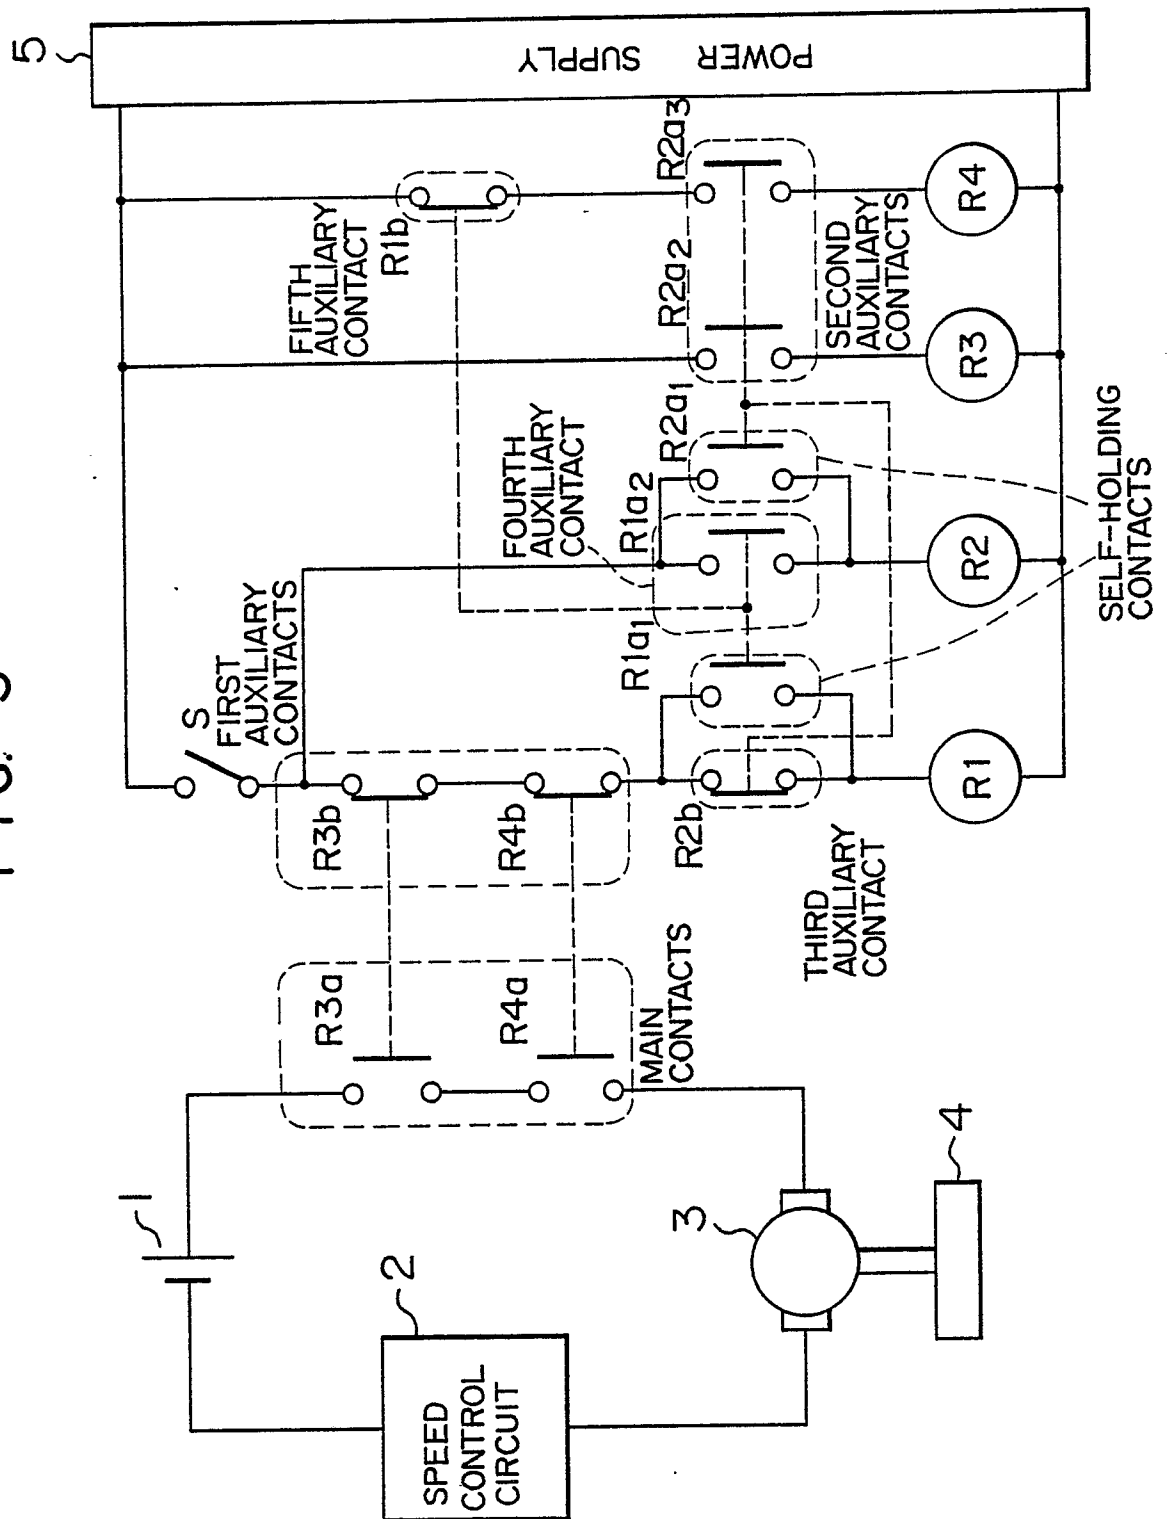 5
POWER SUPPLY
FIFTH
AUXILIARY
CONTACT
R1b
R2a3
R2a2
SECOND
AUXILIARY
CONTACTS
R4
R3
FOURTH
AUXILIARY
CONTACT
R2a1
R1a2
R1a1
SELF-HOLDING
CONTACTS
R2
S
FIRST
AUXILIARY
CONTACTS
R3b
R4b
R2b
THIRD
AUXILIARY
CONTACT
R1
R3a
R4a
MAIN
CONTACTS
1
2
SPEED
CONTROL
CIRCUIT
3
4